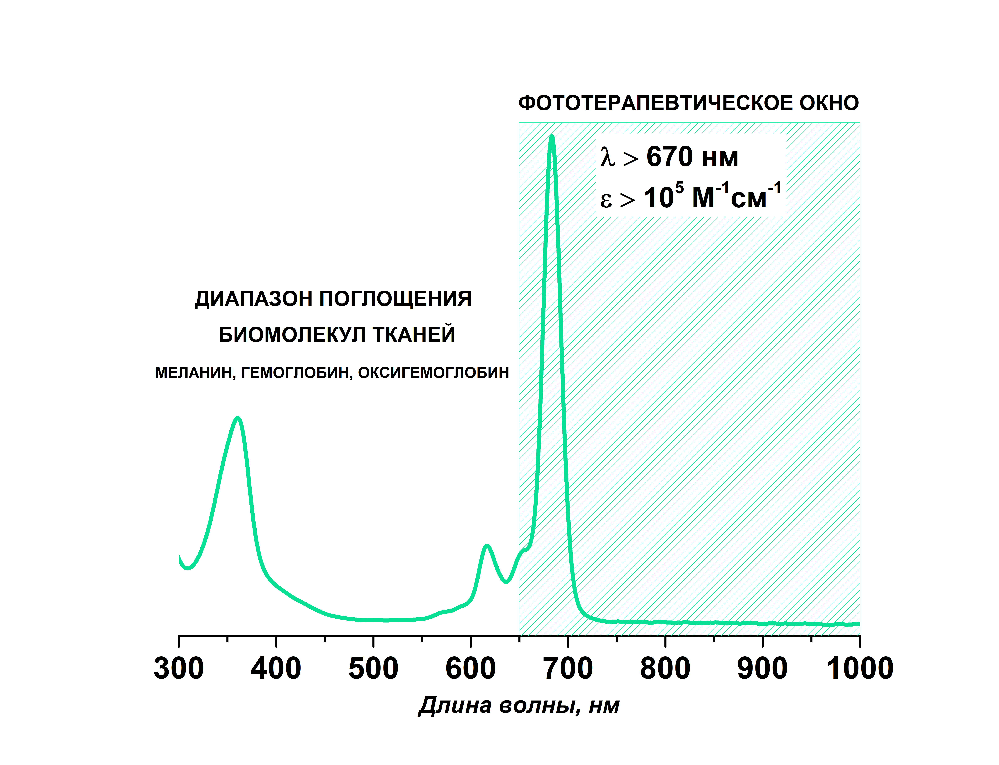 ФОТОТЕРАПЕВТИЧЕСКОЕ ОКНО
λ > 670 нм
ε > 10⁵ М⁻¹см⁻¹
ДИАПАЗОН ПОГЛОЩЕНИЯ
БИОМОЛЕКУЛ ТКАНЕЙ
МЕЛАНИН, ГЕМОГЛОБИН, ОКСИГЕМОГЛОБИН
300 400 500 600 700 800 900 1000
Длина волны, нм